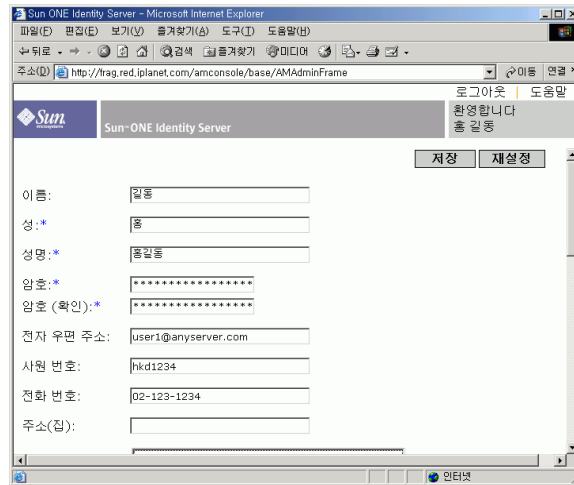 Sun ONE Identity Server - Microsoft Internet Explorer
파일(F) 편집(E) 보기(V) 즐겨찾기(A) 도구(T) 도움말(H)
뒤로 검색 즐겨찾기 미디어
주소(D) http://frag.red.iplanet.com/amconsole/base/AMAdminFrame 이동 연결
로그아웃 | 도움말
Sun microsystems
Sun ONE Identity Server
환영합니다
홍 길동
저장 재설정
이름: 길동
성:* 홍
성명:* 홍길동
암호:* *****************
암호 (확인):* *****************
전자 우편 주소: user1@anyserver.com
사원 번호: hkd1234
전화 번호: 02-123-1234
주소(집):
인터넷